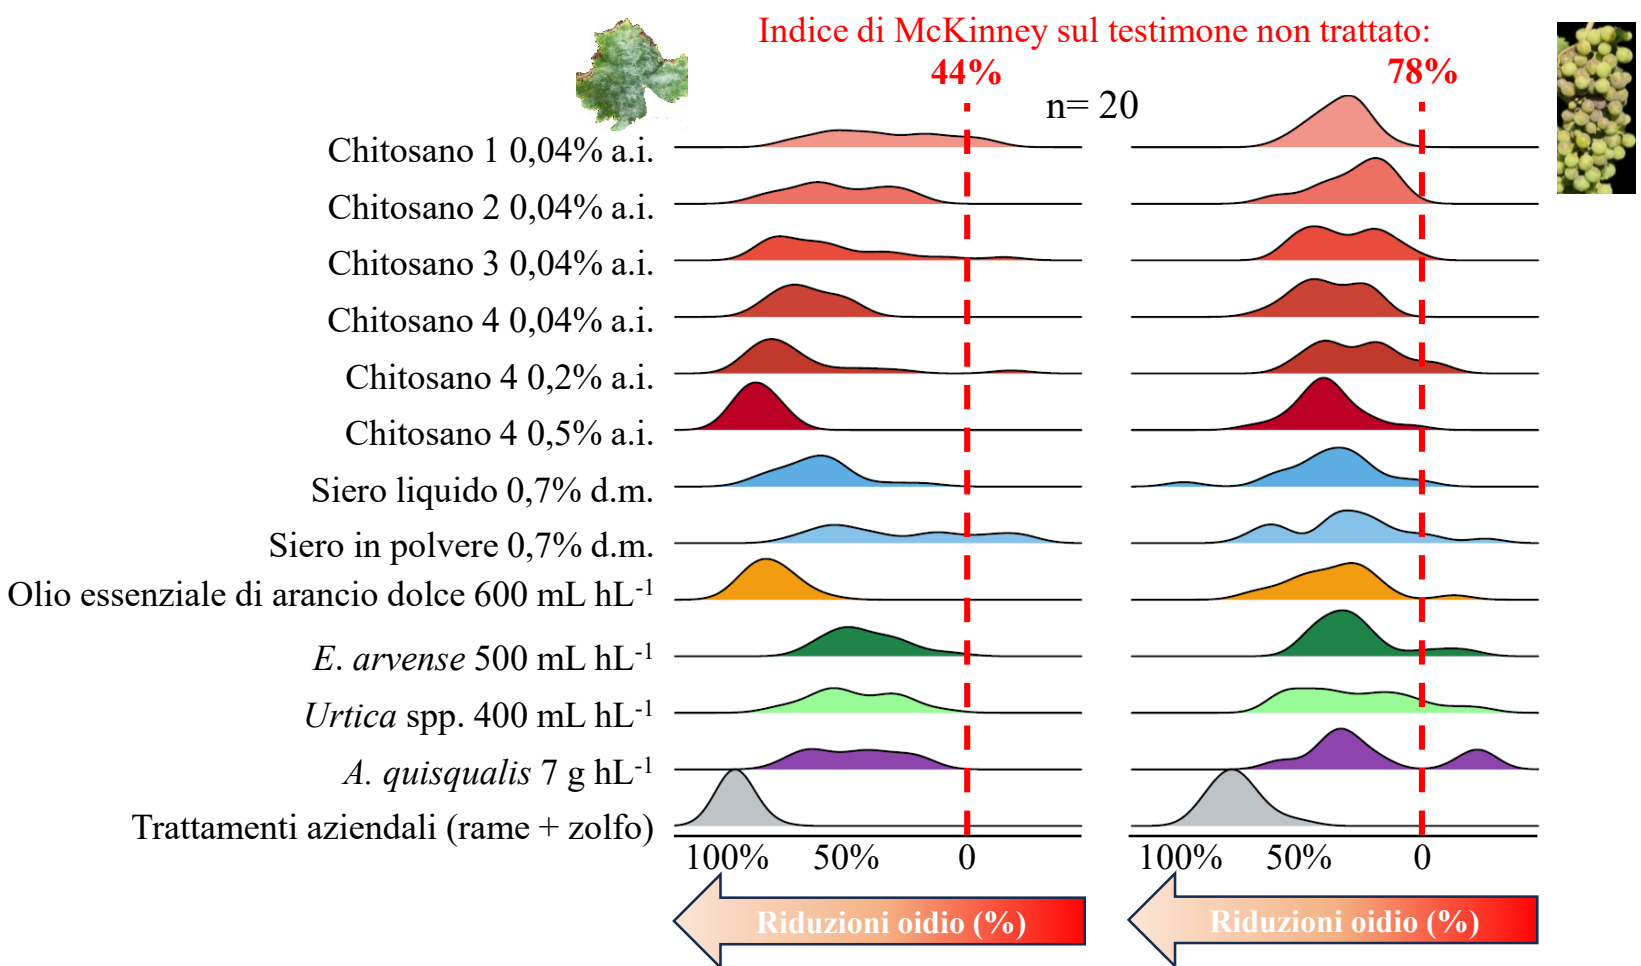 Indice di McKinney sul testimone non trattato:
44%
78%
n= 20
Chitosano 1 0,04% a.i.
Chitosano 2 0,04% a.i.
Chitosano 3 0,04% a.i.
Chitosano 4 0,04% a.i.
Chitosano 4 0,2% a.i.
Chitosano 4 0,5% a.i.
Siero liquido 0,7% d.m.
Siero in polvere 0,7% d.m.
Olio essenziale di arancio dolce 600 mL hL⁻¹
E. arvense 500 mL hL⁻¹
Urtica spp. 400 mL hL⁻¹
A. quisqualis 7 g hL⁻¹
Trattamenti aziendali (rame + zolfo)
100% 50% 0
100% 50% 0
Riduzioni oidio (%)
Riduzioni oidio (%)